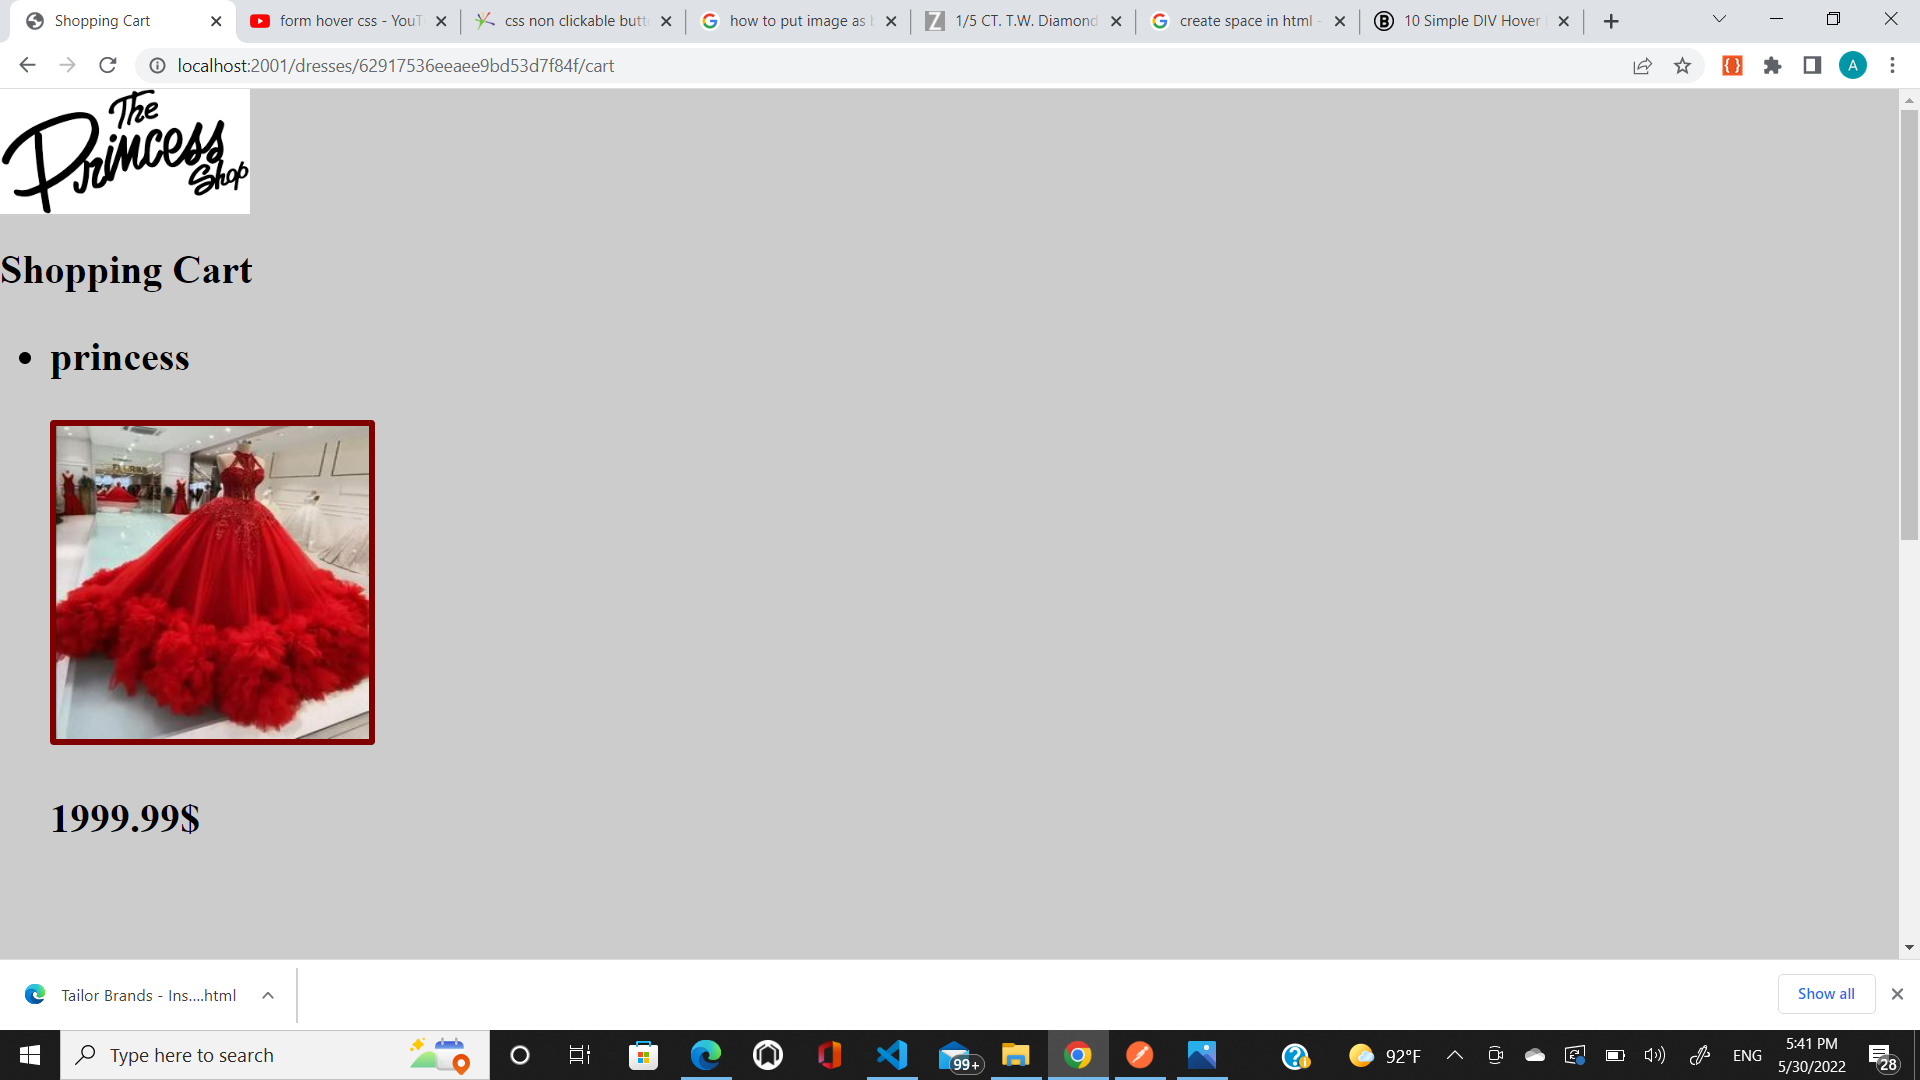 Shopping Cart
form hover css - YouT
css non clickable butt
how to put image as b
Z
1/5 CT. T.W. Diamond
create space in html -
B
10 Simple DIV Hover
localhost:2001/dresses/62917536eeaee9bd53d7f84f/cart
A
The
Princess
Shop
Shopping Cart
princess
1999.99$
Tailor Brands - Ins....html
Show all
Type here to search
99+
92°F
ENG
5:41 PM
5/30/2022
28